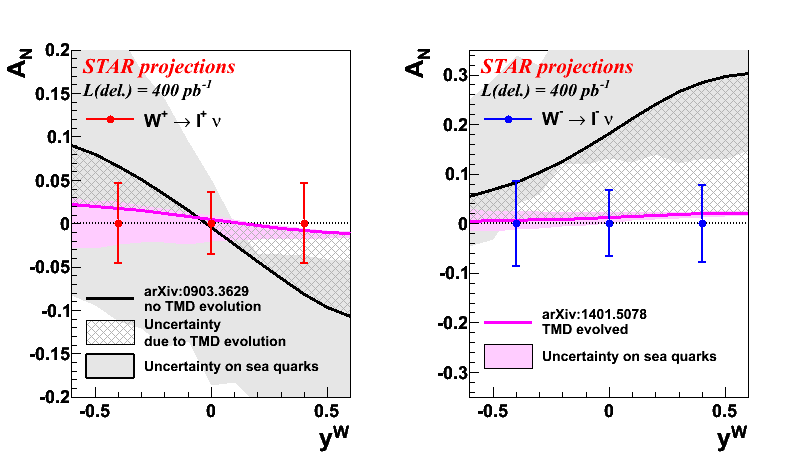 A_N
0.2
STAR projections
0.15
L(del.) = 400 pb⁻¹
W⁺ → l⁺ ν
0.1
0.05
0
-0.05
arXiv:0903.3629
no TMD evolution
-0.1
Uncertainty
due to TMD evolution
-0.15
Uncertainty on sea quarks
-0.2
-0.5 0 0.5
y^W
A_N
STAR projections
0.3
L(del.) = 400 pb⁻¹
W⁻ → l⁻ ν
0.2
0.1
0
-0.1
-0.2
arXiv:1401.5078
TMD evolved
Uncertainty on sea quarks
-0.3
-0.5 0 0.5
y^W